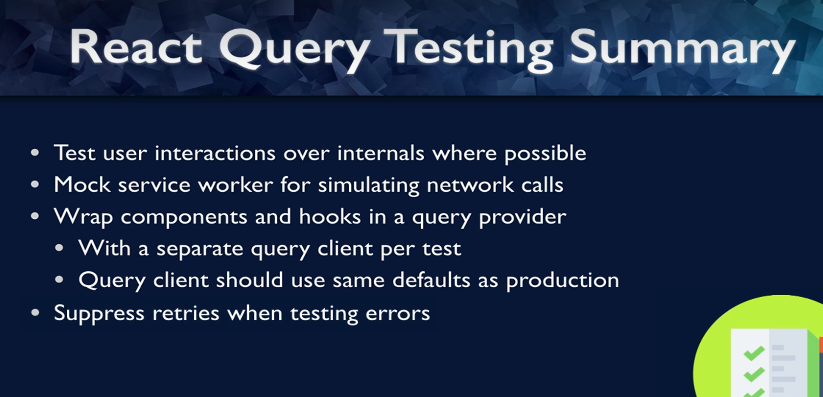 React Query Testing Summary
• Test user interactions over internals where possible
• Mock service worker for simulating network calls
• Wrap components and hooks in a query provider
• With a separate query client per test
• Query client should use same defaults as production
• Suppress retries when testing errors